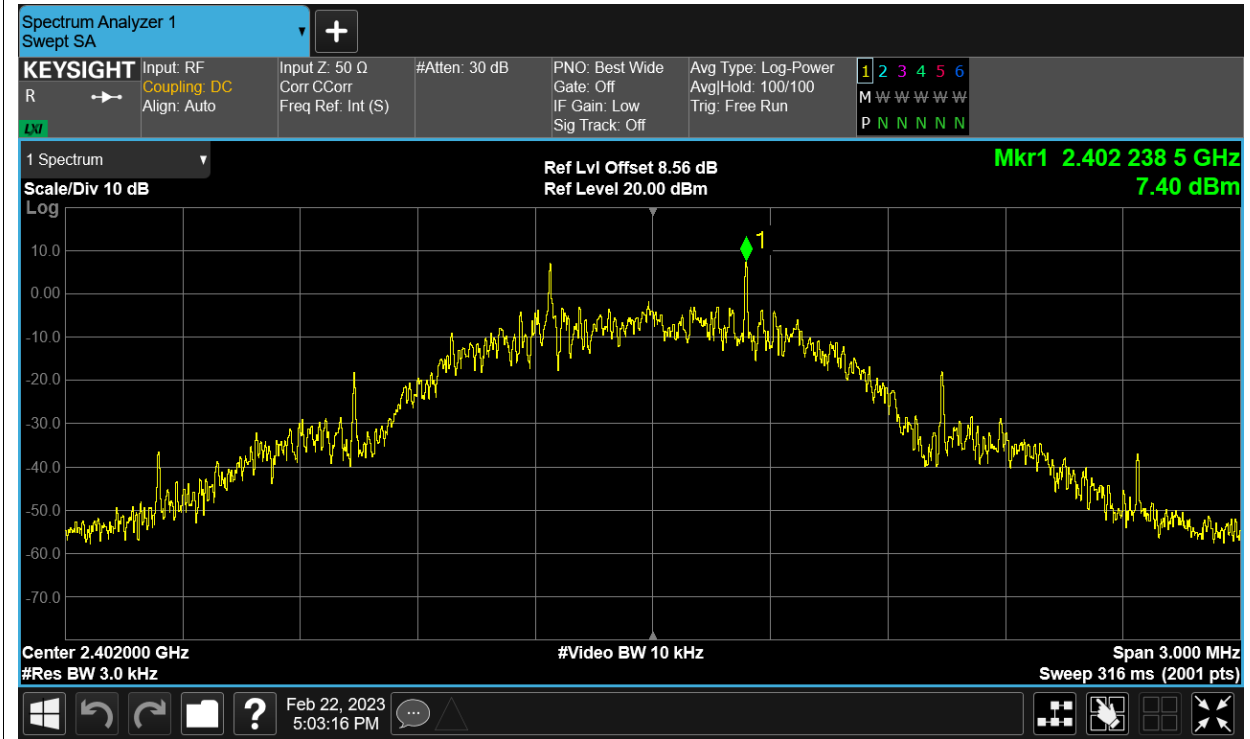 Spectrum Analyzer 1
Swept SA
KEYSIGHT
R
LXI
Input: RF
Coupling: DC
Align: Auto
Input Z: 50 Ω
Corr CCorr
Freq Ref: Int (S)
#Atten: 30 dB
PNO: Best Wide
Gate: Off
IF Gain: Low
Sig Track: Off
Avg Type: Log-Power
Avg|Hold: 100/100
Trig: Free Run
1 2 3 4 5 6
M W W W W W
P N N N N N
1 Spectrum
Scale/Div 10 dB
Log
Ref Lvl Offset 8.56 dB
Ref Level 20.00 dBm
Mkr1 2.402 238 5 GHz
7.40 dBm
1
10.0
0.00
-10.0
-20.0
-30.0
-40.0
-50.0
-60.0
-70.0
Center 2.402000 GHz
#Video BW 10 kHz
Span 3.000 MHz
#Res BW 3.0 kHz
Sweep 316 ms (2001 pts)
?
Feb 22, 2023
5:03:16 PM